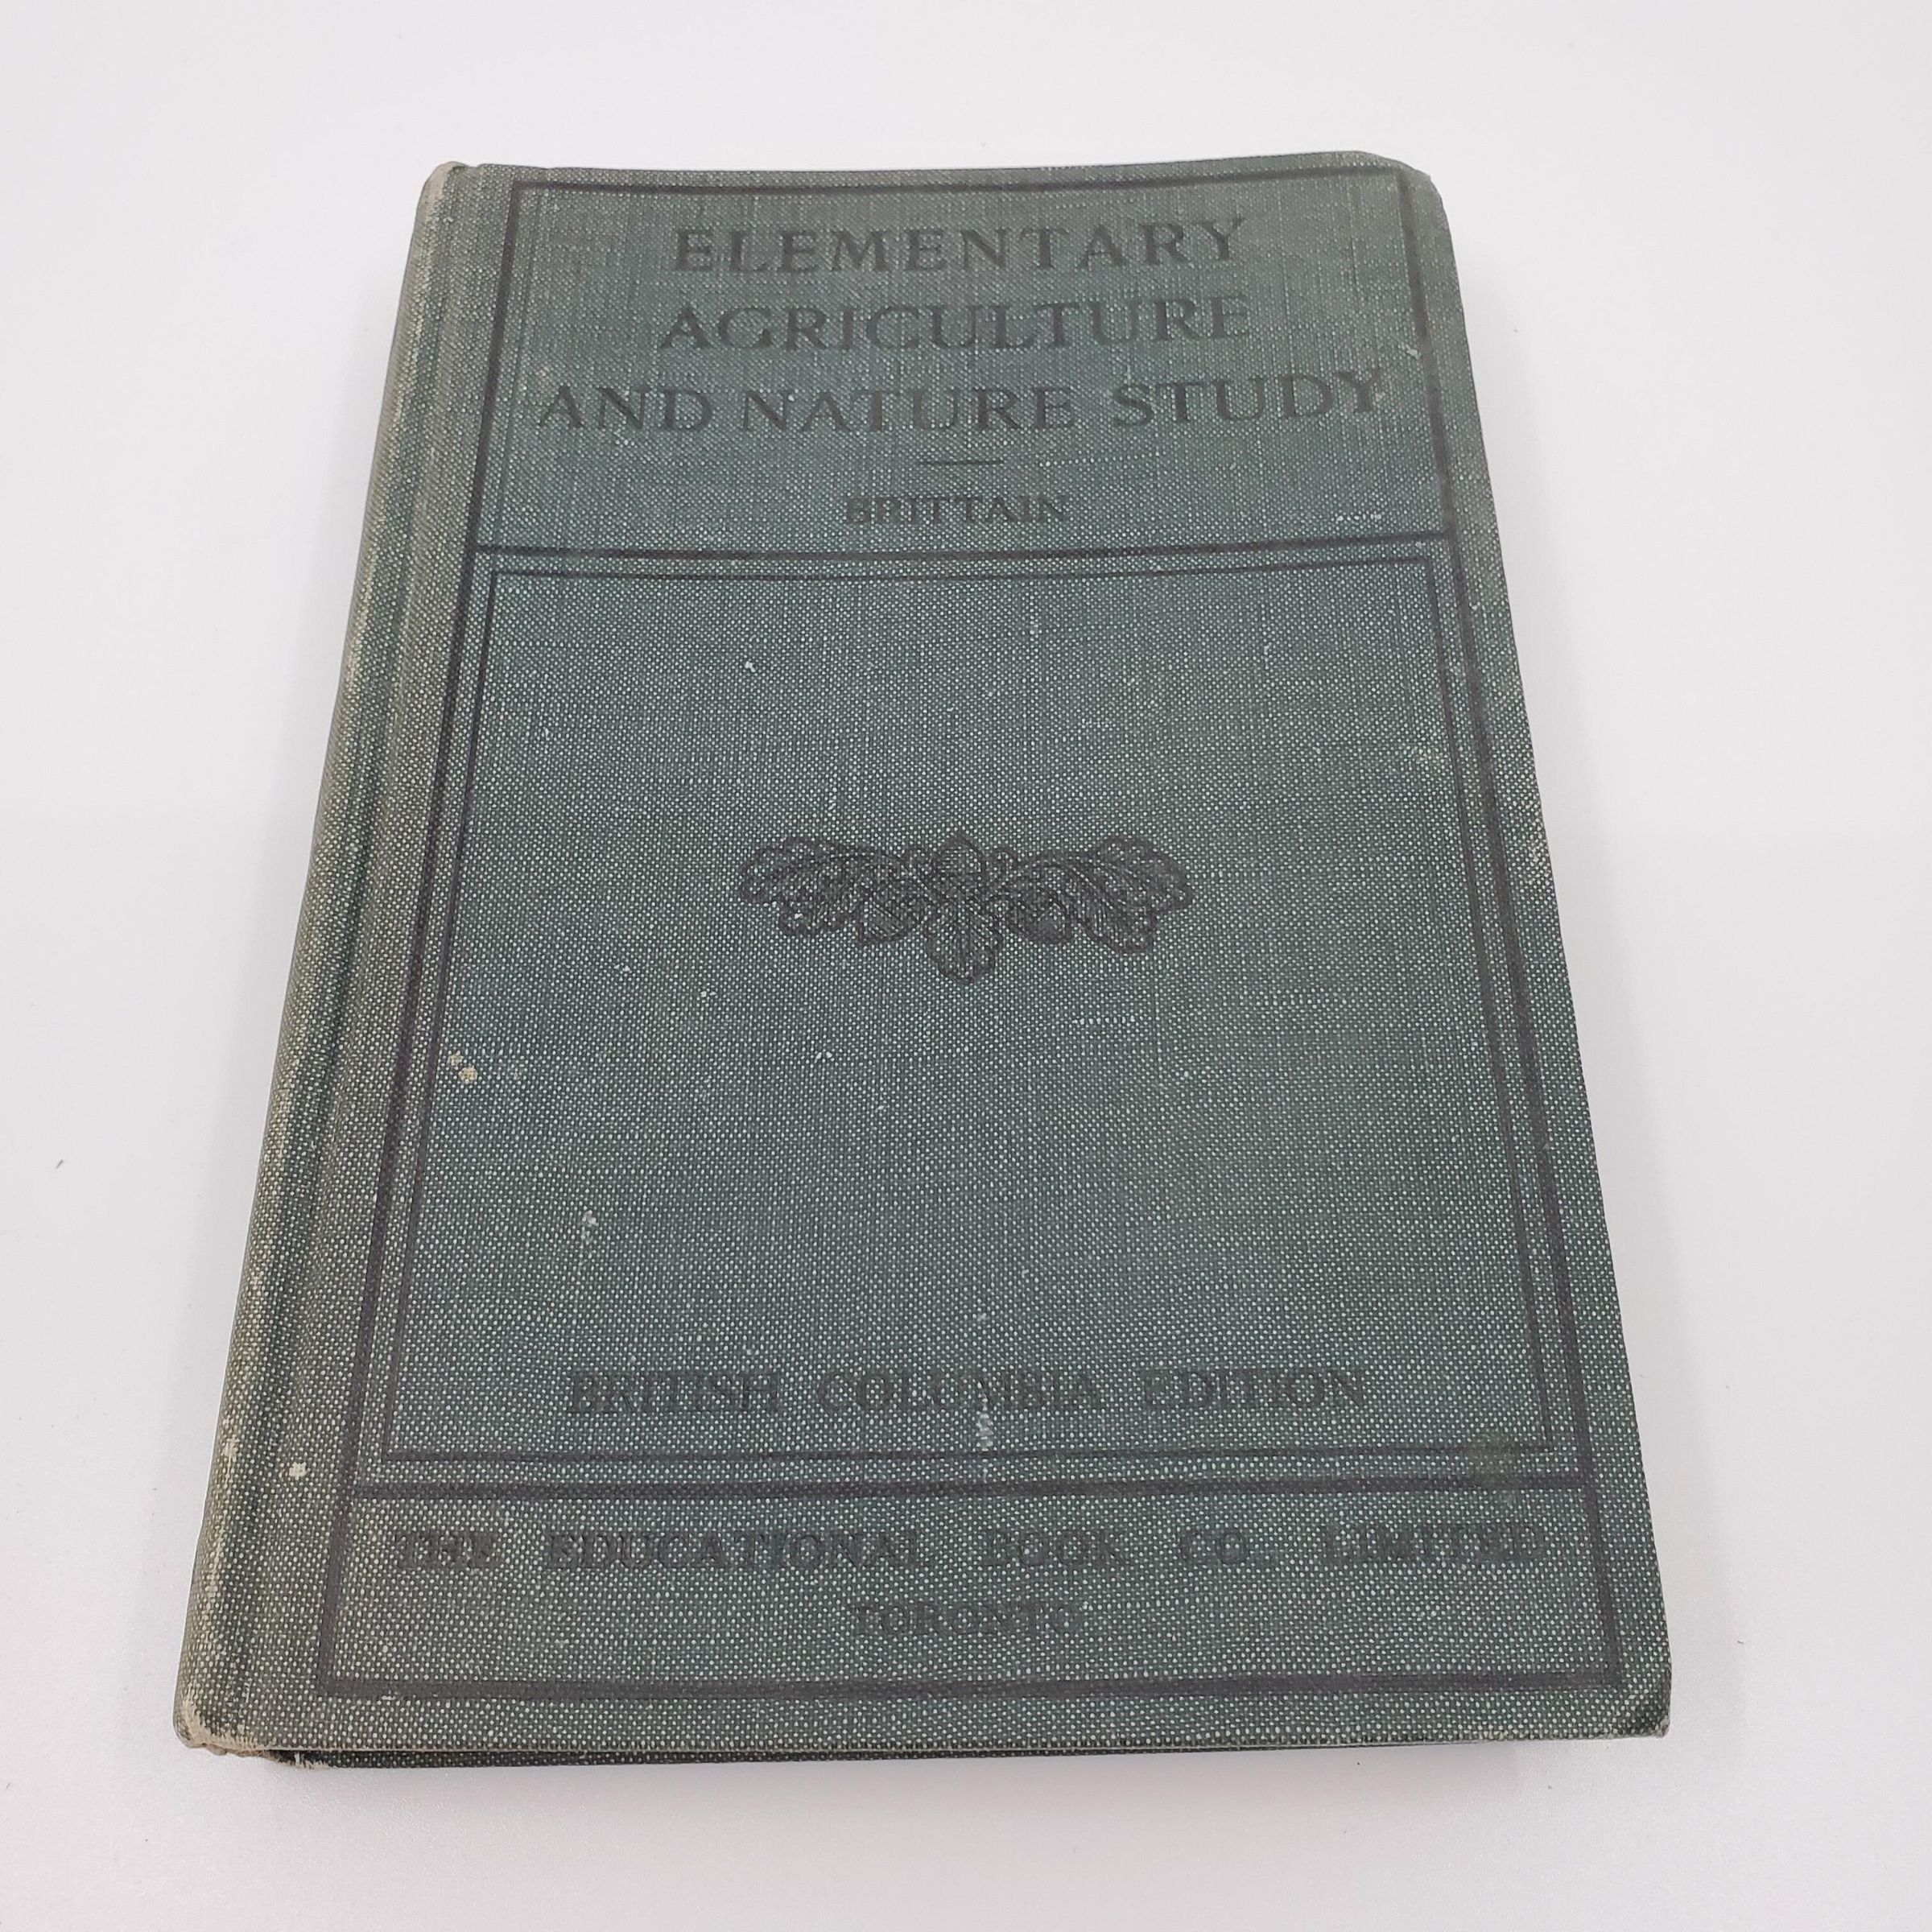 ELEMENTARY
AGRICULTURE
AND NATURE STUDY
BRITTAIN
BRITISH COLUMBIA EDITION
THE EDUCATIONAL BOOK CO. LIMITED
TORONTO